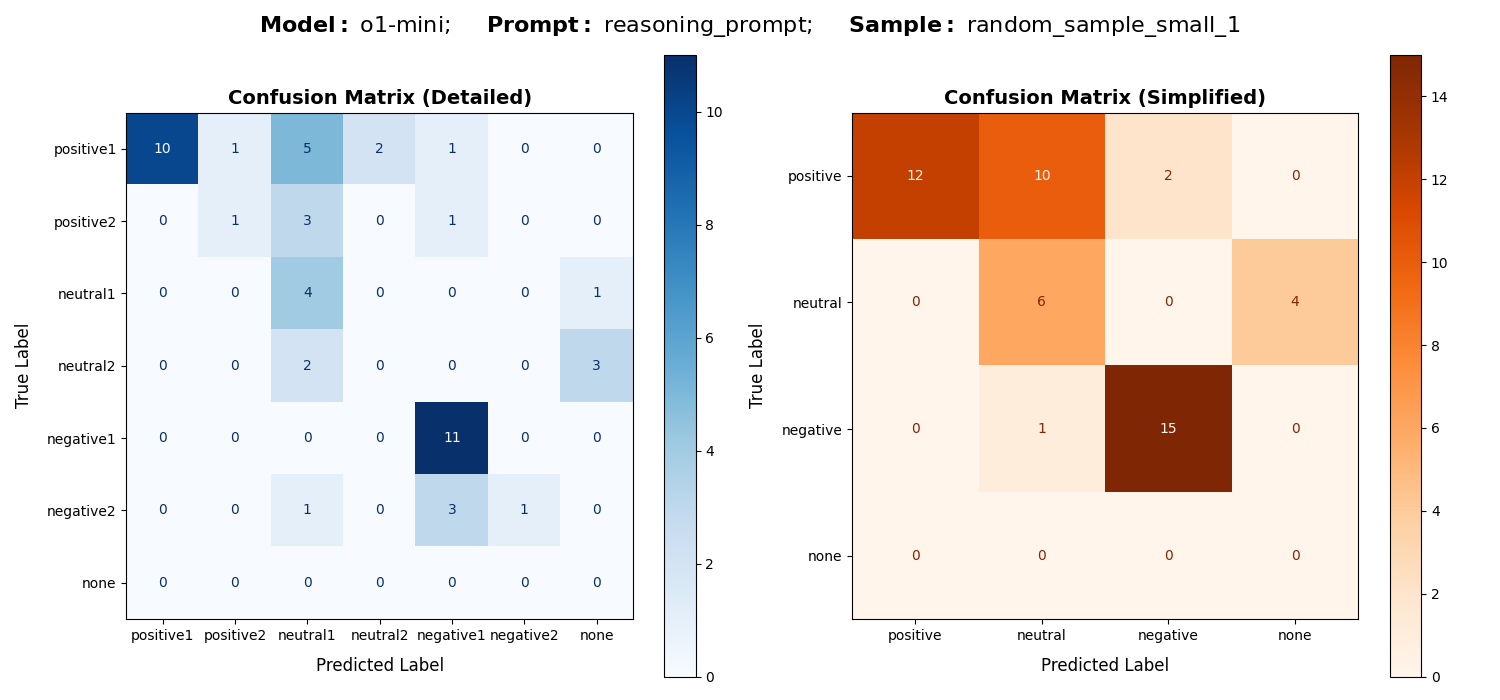 Model: o1-mini; Prompt: reasoning_prompt; Sample: random_sample_small_1
Confusion Matrix (Detailed)
positive1 10 1 5 2 1 0 0
positive2 0 1 3 0 1 0 0
neutral1 0 0 4 0 0 0 1
neutral2 0 0 2 0 0 0 3
negative1 0 0 0 0 11 0 0
negative2 0 0 1 0 3 1 0
none 0 0 0 0 0 0 0
positive1 positive2 neutral1 neutral2 negative1 negative2 none
Predicted Label
True Label
10
8
6
4
2
0
Confusion Matrix (Simplified)
positive 12 10 2 0
neutral 0 6 0 4
negative 0 1 15 0
none 0 0 0 0
positive neutral negative none
Predicted Label
True Label
14
12
10
8
6
4
2
0